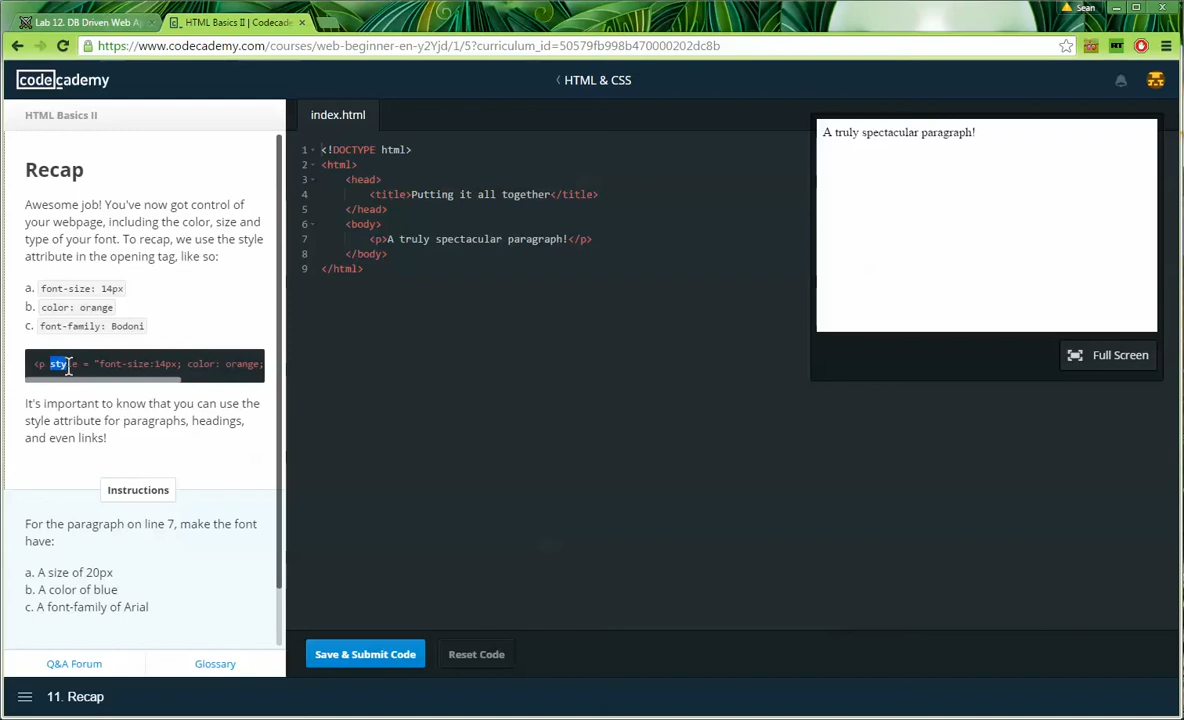 Lab 12. DB Driven Web Ap
HTML Basics II | Codecade
Sean
https://www.codecademy.com/courses/web-beginner-en-y2Yjd/1/5?curriculum_id=50579fb998b4700000202dc8b
RT
codecademy
HTML & CSS
HTML Basics II
index.html
Recap
Awesome job! You've now got control of
your webpage, including the color, size and
type of your font. To recap, we use the style
attribute in the opening tag, like so:
a. font-size: 14px
b. color: orange
c. font-family: Bodoni
<p style = "font-size:14px; color: orange;
It's important to know that you can use the
style attribute for paragraphs, headings,
and even links!
Instructions
For the paragraph on line 7, make the font
have:
a. A size of 20px
b. A color of blue
c. A font-family of Arial
Q&A Forum
Glossary
1 <!DOCTYPE html>
2 <html>
3 <head>
4 <title>Putting it all together</title>
5 </head>
6 <body>
7 <p>A truly spectacular paragraph!</p>
8 </body>
9 </html>
A truly spectacular paragraph!
Full Screen
Save & Submit Code
Reset Code
11. Recap